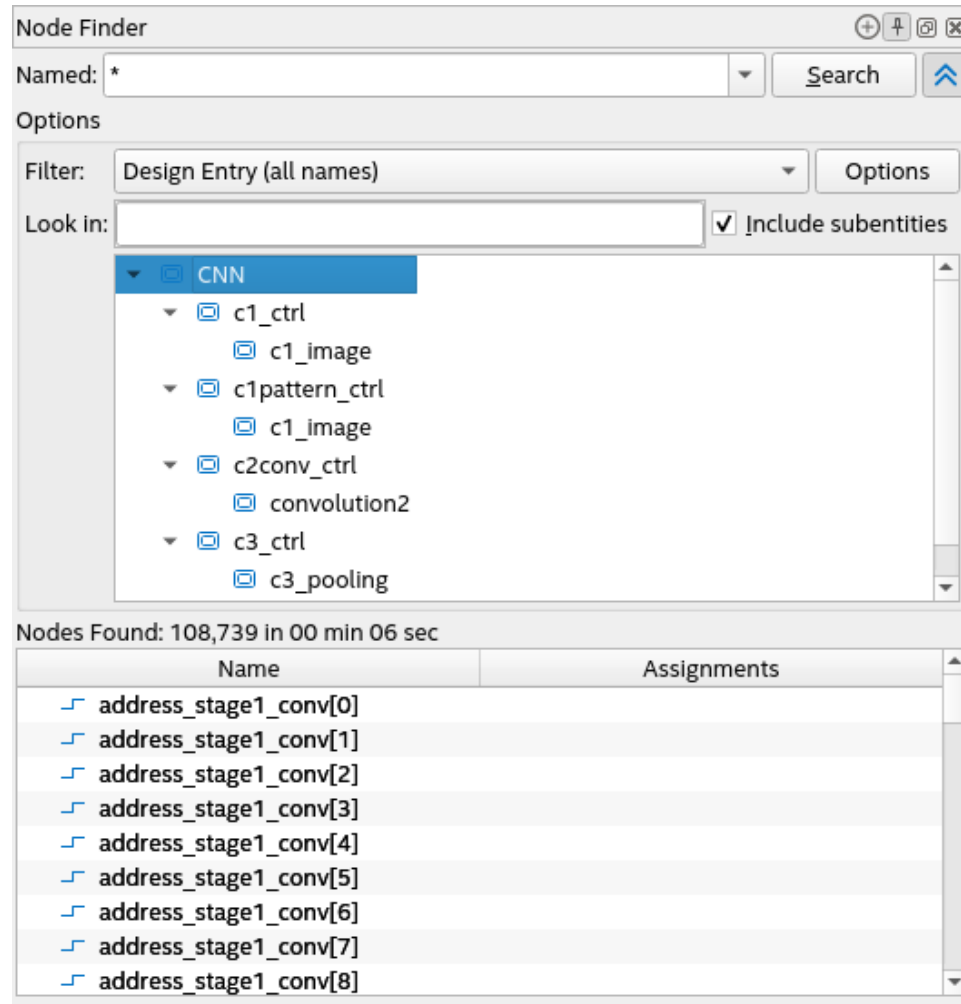 Node Finder
Named: * Search
Options
Filter: Design Entry (all names) Options
Look in: Include subentities
CNN
c1_ctrl
c1_image
c1pattern_ctrl
c1_image
c2conv_ctrl
convolution2
c3_ctrl
c3_pooling
Nodes Found: 108,739 in 00 min 06 sec
Name Assignments
address_stage1_conv[0]
address_stage1_conv[1]
address_stage1_conv[2]
address_stage1_conv[3]
address_stage1_conv[4]
address_stage1_conv[5]
address_stage1_conv[6]
address_stage1_conv[7]
address_stage1_conv[8]